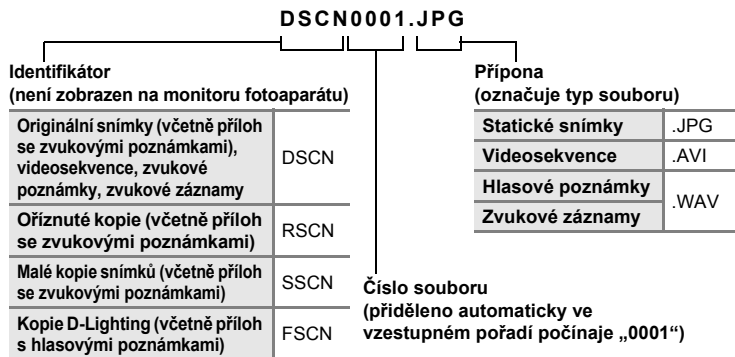 DSCN0001.JPG
Identifikátor
(není zobrazen na monitoru fotoaparátu)
Originální snímky (včetně příloh
se zvukovými poznámkami),
videosekvence, zvukové
poznámky, zvukové záznamy
DSCN
Oříznuté kopie (včetně příloh
se zvukovými poznámkami)
RSCN
Malé kopie snímků (včetně příloh
se zvukovými poznámkami)
SSCN
Kopie D-Lighting (včetně příloh
s hlasovými poznámkami)
FSCN
Číslo souboru
(přiděleno automaticky ve
vzestupném pořadí počínaje „0001“)
Přípona
(označuje typ souboru)
Statické snímky
.JPG
Videosekvence
.AVI
Hlasové poznámky
Zvukové záznamy
.WAV